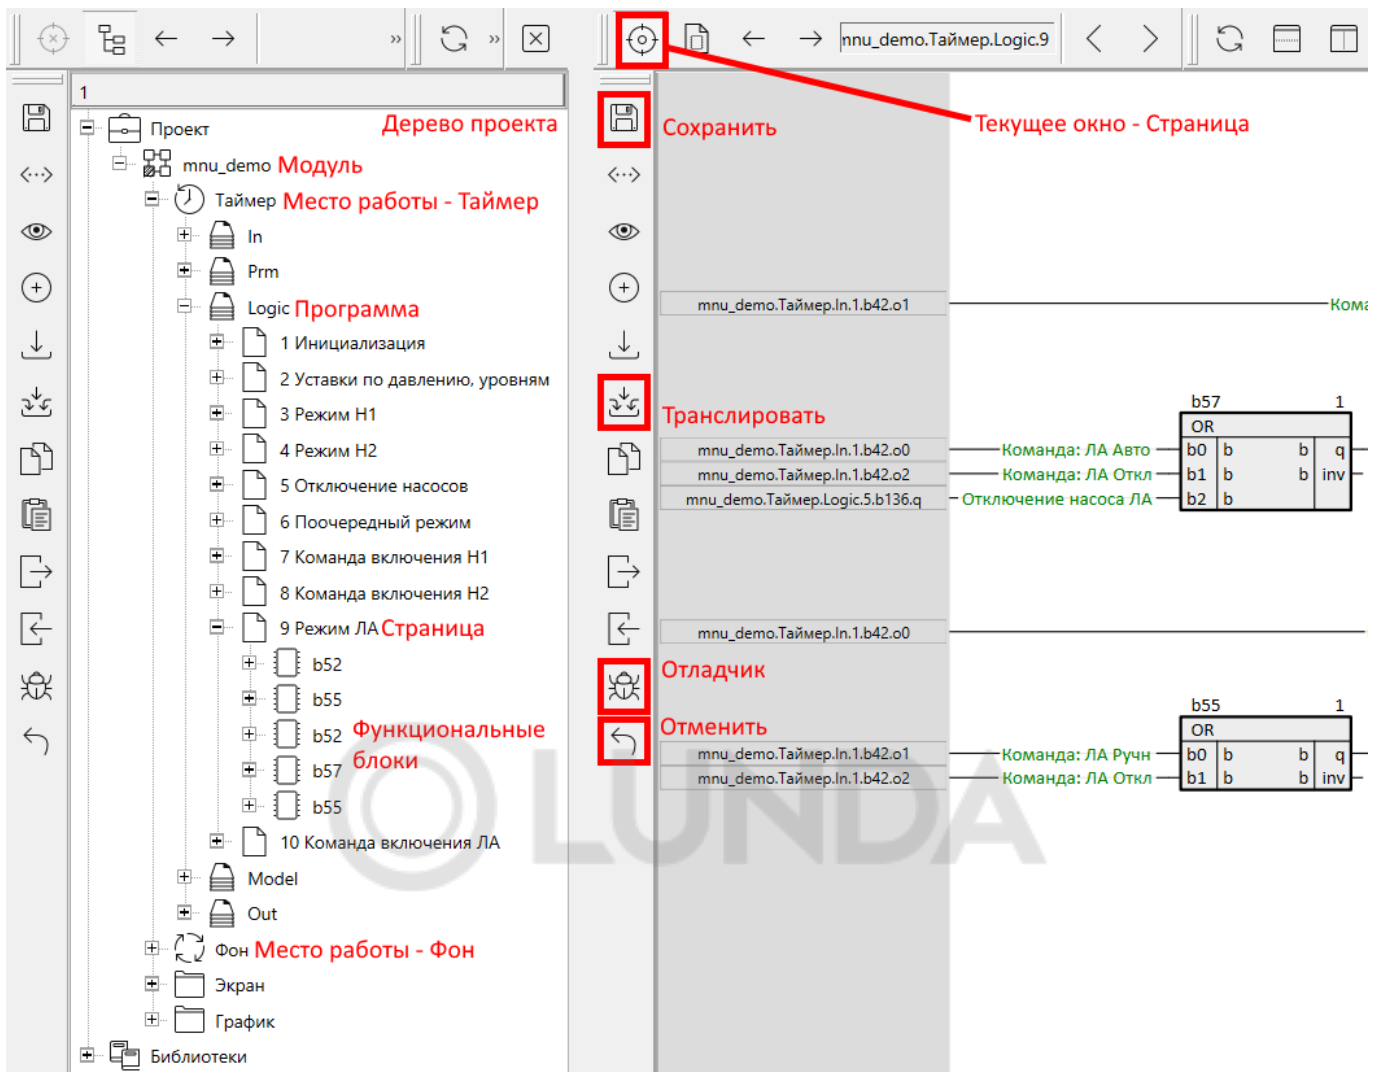 »
»
mnu_demo.Таймер.Logic.9
1
Проект
Дерево проекта
mnu_demo Модуль
Таймер Место работы - Таймер
In
Prm
Logic Программа
1 Инициализация
2 Уставки по давлению, уровням
3 Режим Н1
4 Режим Н2
5 Отключение насосов
6 Поочередный режим
7 Команда включения Н1
8 Команда включения Н2
9 Режим ЛА Страница
b52
b55
b52
Функциональные
блоки
b57
b55
10 Команда включения ЛА
Model
Out
Фон Место работы - Фон
Экран
График
Библиотеки
Сохранить
Текущее окно - Страница
mnu_demo.Таймер.In.1.b42.o1
Кома
Транслировать
b57 1
OR
mnu_demo.Таймер.In.1.b42.o0 Команда: ЛА Авто b0 b b q
mnu_demo.Таймер.In.1.b42.o2 Команда: ЛА Откл b1 b b inv
mnu_demo.Таймер.Logic.5.b136.q Отключение насоса ЛА b2 b
mnu_demo.Таймер.In.1.b42.o0
Отладчик
Отменить
b55 1
OR
mnu_demo.Таймер.In.1.b42.o1 Команда: ЛА Ручн b0 b b q
mnu_demo.Таймер.In.1.b42.o2 Команда: ЛА Откл b1 b b inv
LUNDA